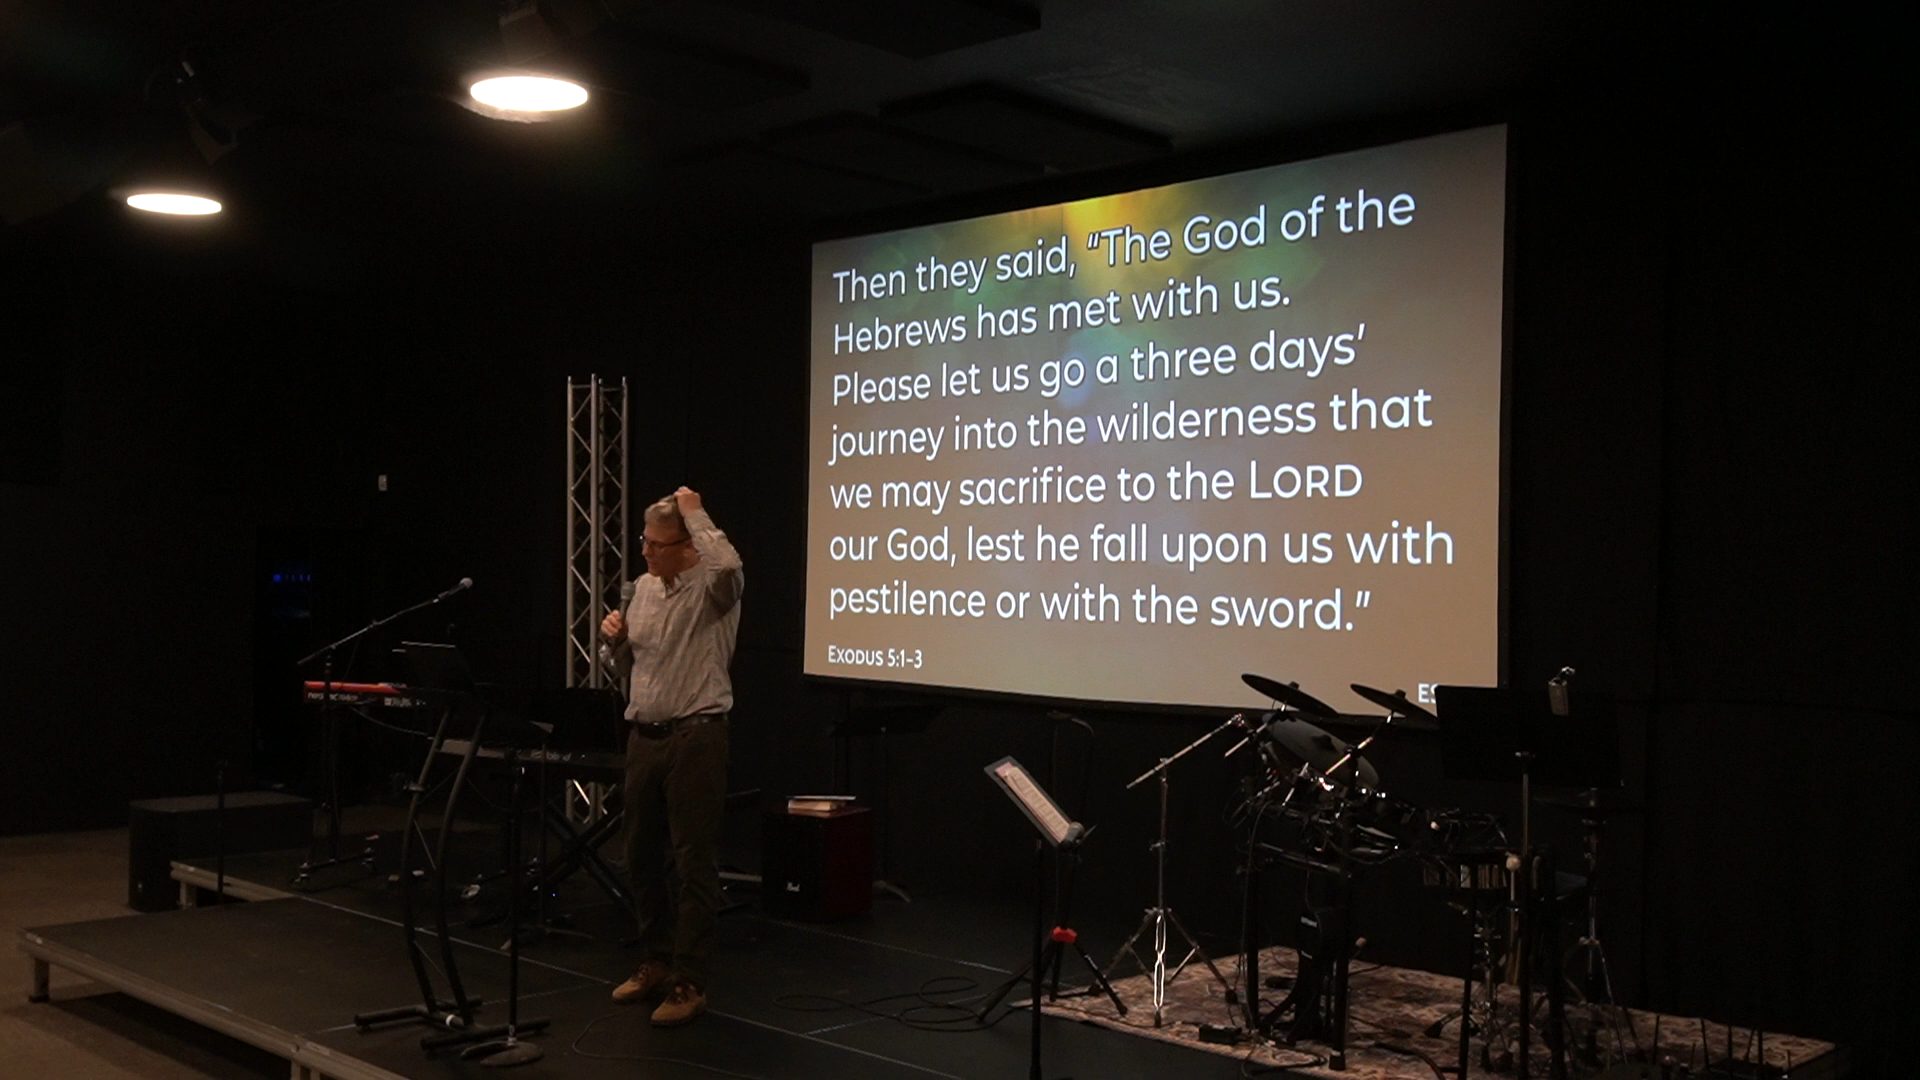 Then they said, “The God of the
Hebrews has met with us.
Please let us go a three days’
journey into the wilderness that
we may sacrifice to the LORD
our God, lest he fall upon us with
pestilence or with the sword.”
EXODUS 5:1–3